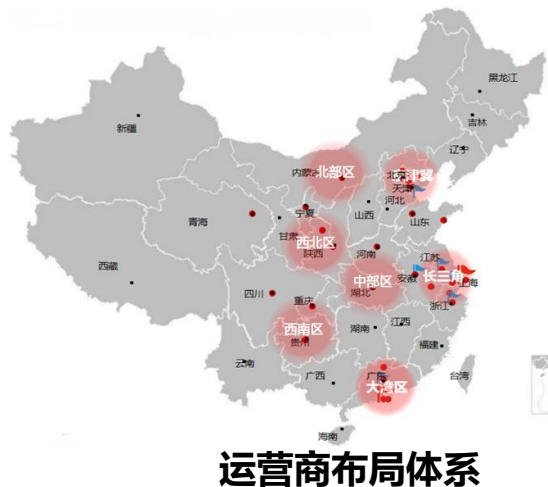 黑龙江
吉林
新疆
辽宁
内蒙古
北部区
北京
京津冀
天津
河北
宁夏
山西
山东
青海
甘肃
西北区
陕西
河南
江苏
西藏
中部区
安徽
长三角
上海
四川
重庆
湖北
浙江
西南区
湖南
江西
贵州
福建
云南
广西
广东
大湾区
台湾
海南
运营商布局体系